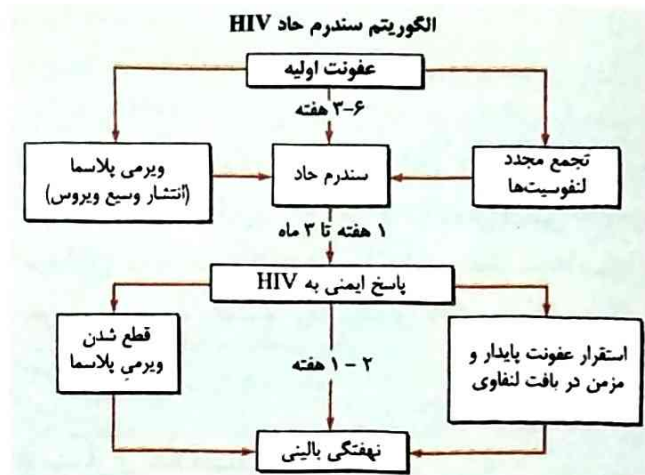 الگوریتم سندرم حاد HIV
عفونت اولیه
۳-۶ هفته
تجمع مجدد
لنفوسیت‌ها
سندرم حاد
ویرمی پلاسما
(انتشار وسیع ویروس)
۱ هفته تا ۳ ماه
پاسخ ایمنی به HIV
استقرار عفونت پایدار و
مزمن در بافت لنفاوی
۱ - ۲ هفته
قطع شدن
ویرمیِ پلاسما
نهفتگی بالینی